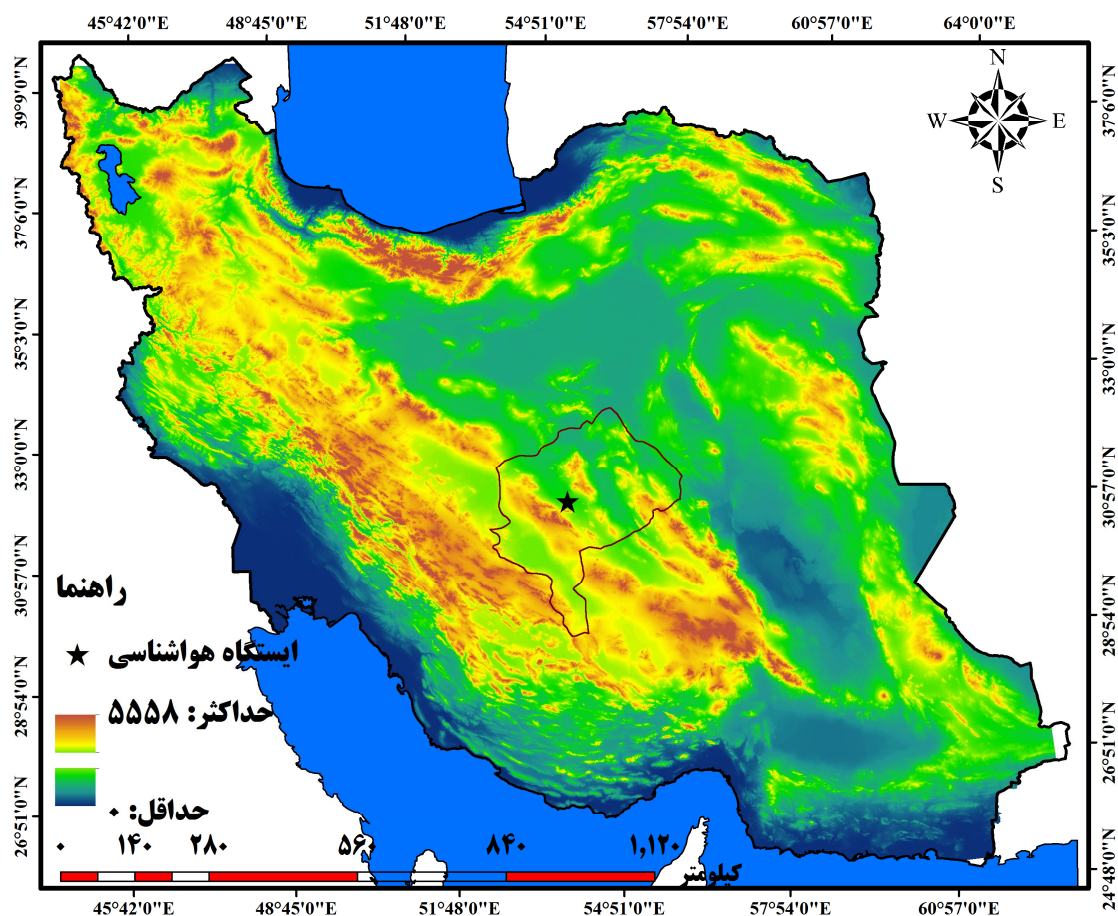 45°42'0"E 48°45'0"E 51°48'0"E 54°51'0"E 57°54'0"E 60°57'0"E 64°0'0"E
39°9'0"N
37°6'0"N
35°3'0"N
33°0'0"N
30°57'0"N
28°54'0"N
26°51'0"N
37°6'0"N
35°3'0"N
33°0'0"N
30°57'0"N
28°54'0"N
26°51'0"N
24°48'0"N
N
W E
S
راهنما
ایستگاه هواشناسی
حداکثر: ۵۵۵۸
حداقل: ۰
۰ ۱۴۰ ۲۸۰ ۵۶۰ ۸۴۰ ۱,۱۲۰
کیلومتر
45°42'0"E 48°45'0"E 51°48'0"E 54°51'0"E 57°54'0"E 60°57'0"E